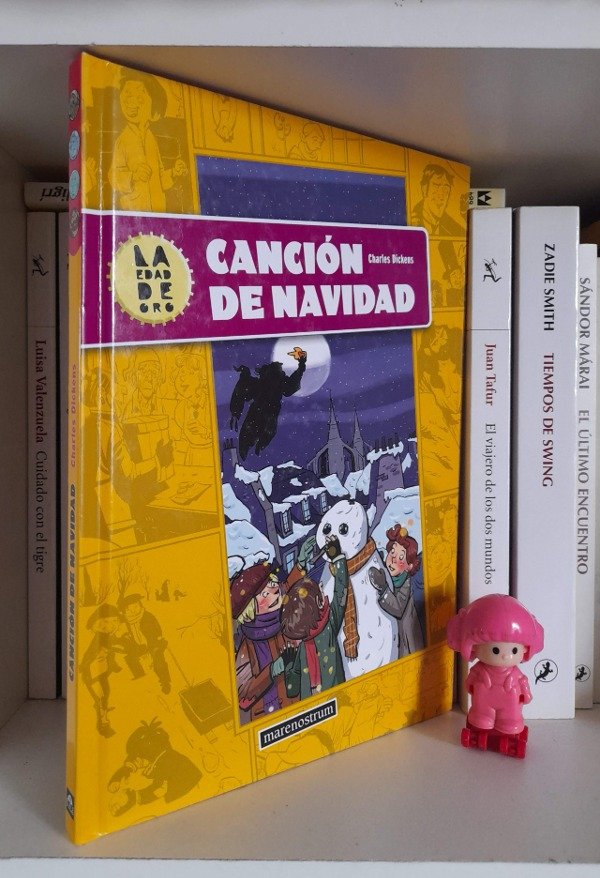 LA
EDAD
DE
ORO
CANCIÓN
Charles Dickens
DE NAVIDAD
marenostrum
Charles Dickens
CANCIÓN DE NAVIDAD
Luisa Valenzuela Cuidado con el tigre
Juan Tafur El viajero de los dos mundos
ZADIE SMITH TIEMPOS DE SWING
SÁNDOR MÁRAI EL ÚLTIMO ENCUENTRO